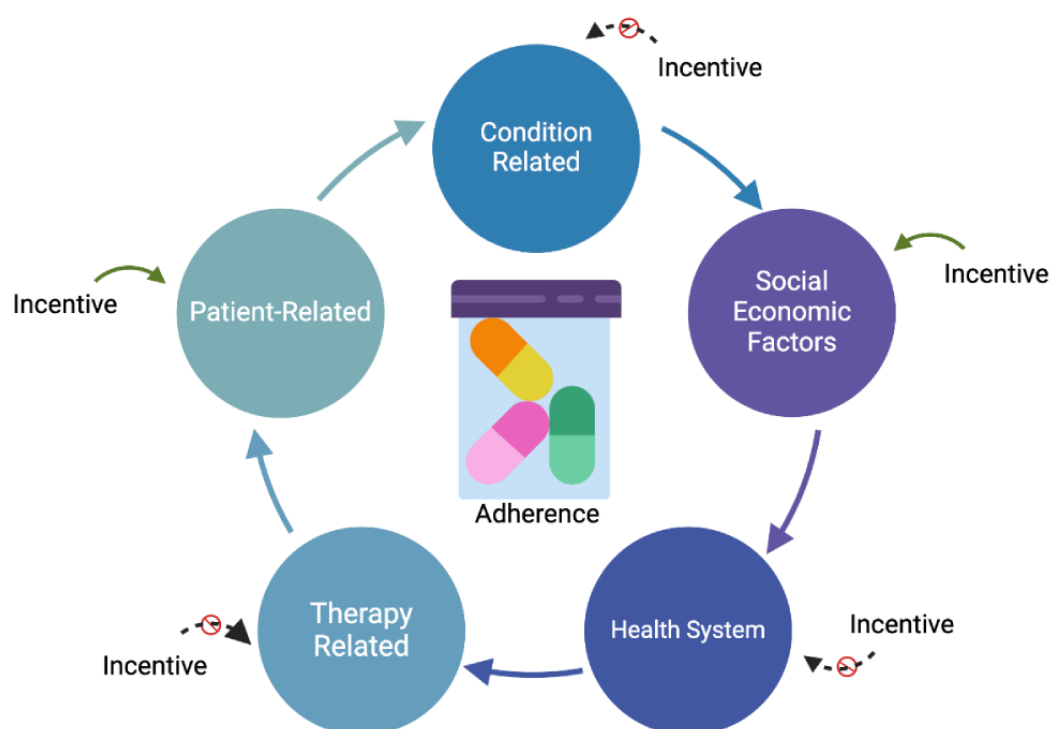 Incentive
Condition
Related
Social
Economic
Factors
Incentive
Patient-Related
Incentive
Adherence
Therapy
Related
Incentive
Health System
Incentive